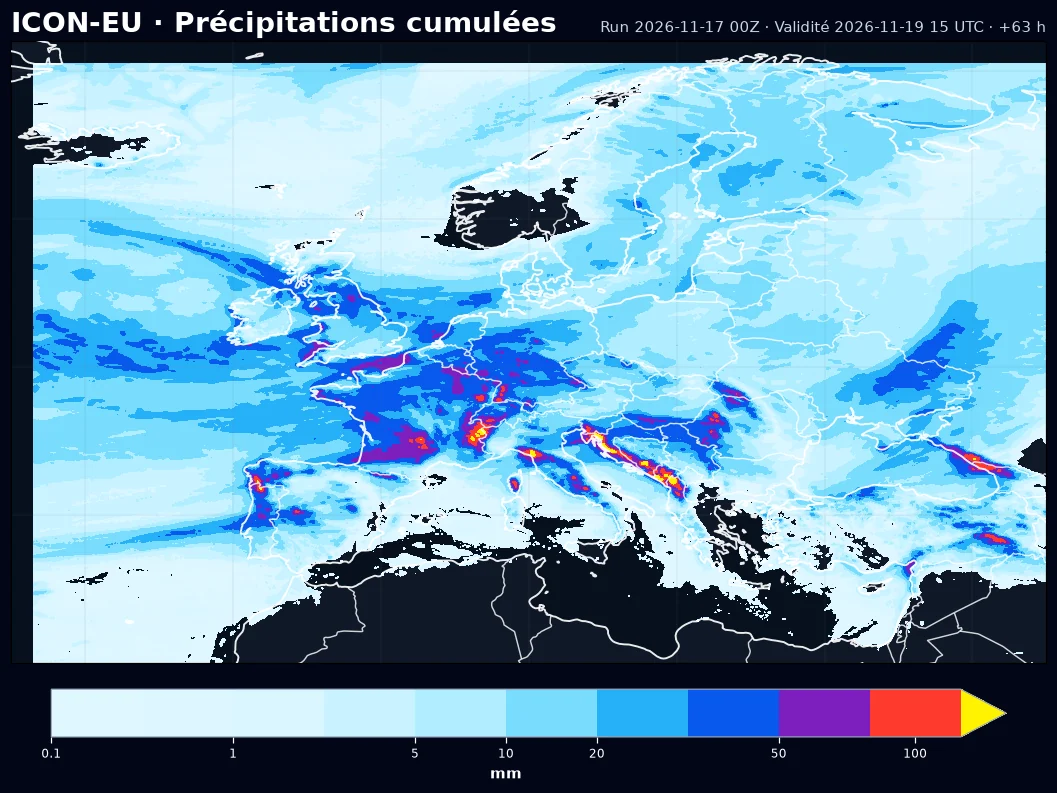 ICON-EU · Précipitations cumulées
Run 2026-11-17 00Z · Validité 2026-11-19 15 UTC · +63 h
0.1 1 5 10 20 50 100
mm